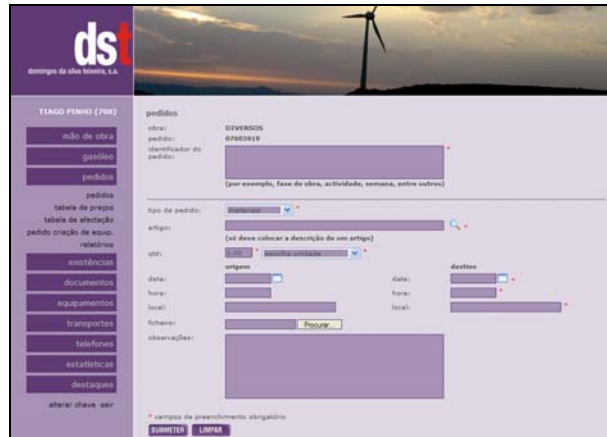 dst
domingos da silva teixeira, s.a.
TIAGO PINHO (708)
mão de obra
gasóleo
pedidos
pedidos
tabela de preços
tabela de afectação
pedido criação de equip.
relatórios
existências
documentos
equipamentos
transportes
telefones
estatísticas
destaques
alterar chave sair
pedidos
obra: DIVERSOS
pedido: 07003919
identificador do
pedido: *
(por exemplo, fase de obra, actividade, semana, entre outros)
tipo de pedido: Materiais *
artigo: *
(só deve colocar a descrição de um artigo)
qtd: 1,00 * escolha unidade *
origem destino
data: data: *
hora: hora: *
local: local: *
ficheiro: Procurar...
observações:
* campos de preenchimento obrigatório
SUBMETER LIMPAR